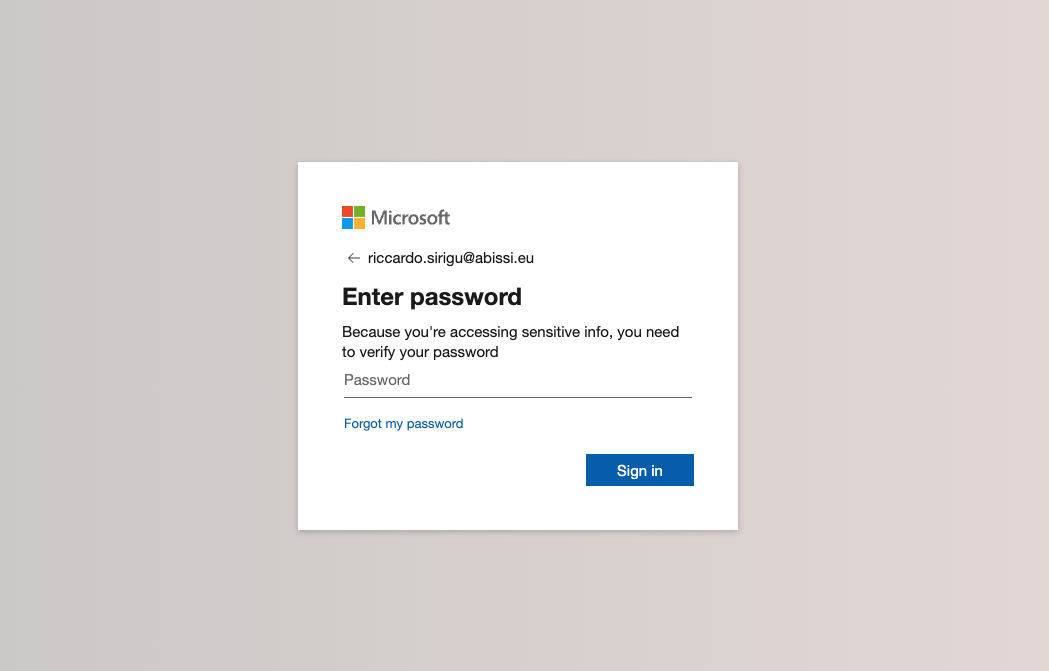 Microsoft
riccardo.sirigu@abissi.eu
Enter password
Because you're accessing sensitive info, you need
to verify your password
Password
Forgot my password
Sign in